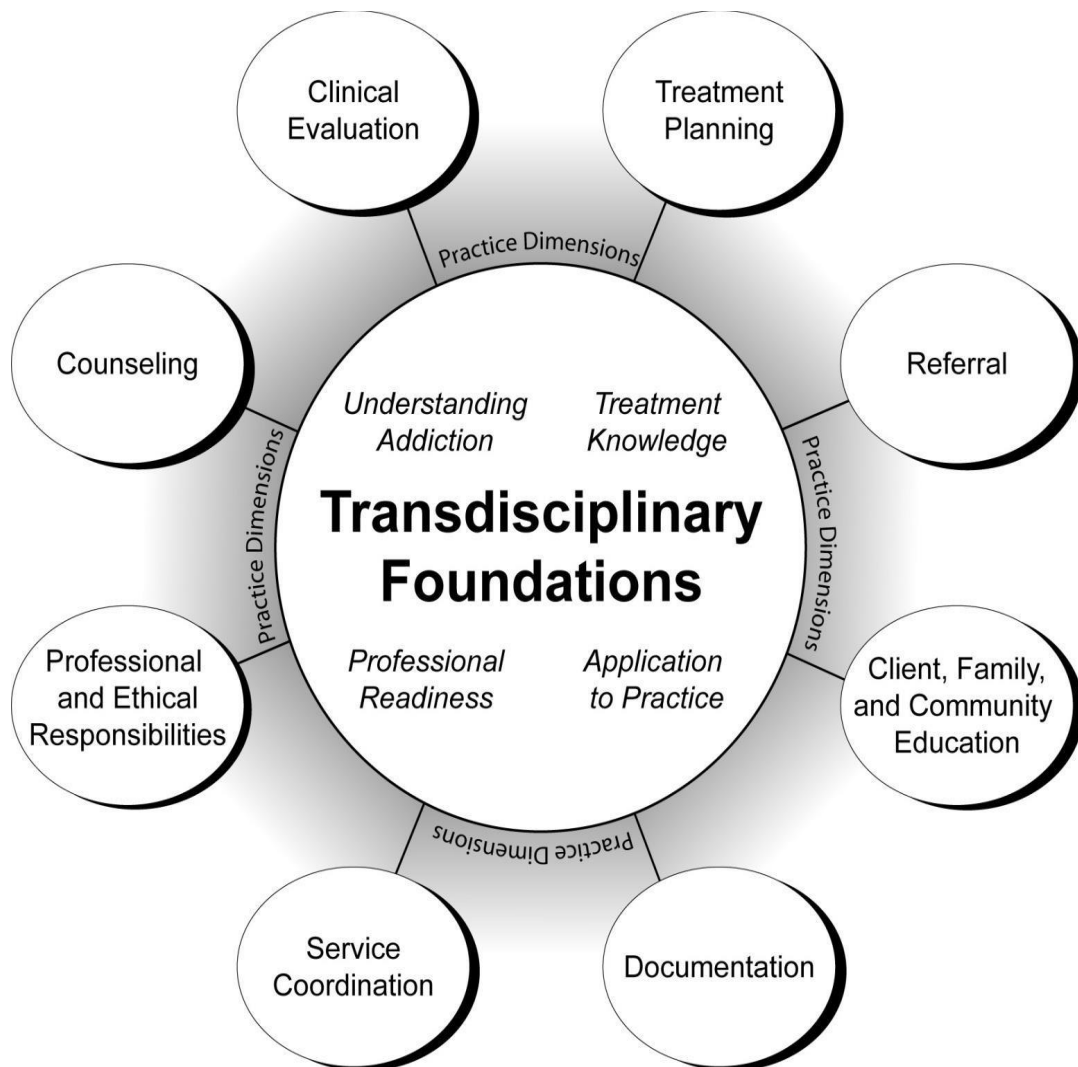 Clinical
Evaluation
Treatment
Planning
Practice Dimensions
Counseling
Referral
Understanding
Addiction
Treatment
Knowledge
Practice Dimensions
Practice Dimensions
Transdisciplinary
Foundations
Professional
Readiness
Application
to Practice
Professional
and Ethical
Responsibilities
Client, Family,
and Community
Education
Practice Dimensions
Service
Coordination
Documentation